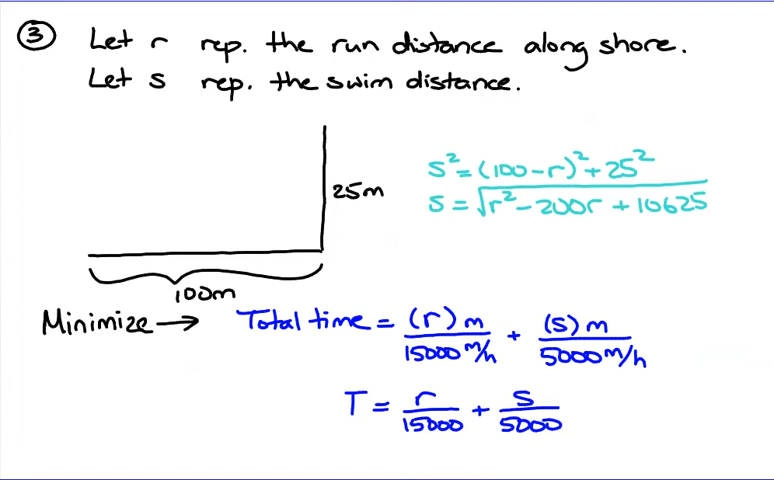 ③ Let r rep. the run distance along shore.
Let s rep. the swim distance.
s² = (100-r)² + 25²
25m
s = √(r² - 200r + 10625)
100m
Minimize → Total time = (r) m / 15000 m/h + (s) m / 5000 m/h
T = r / 15000 + s / 5000